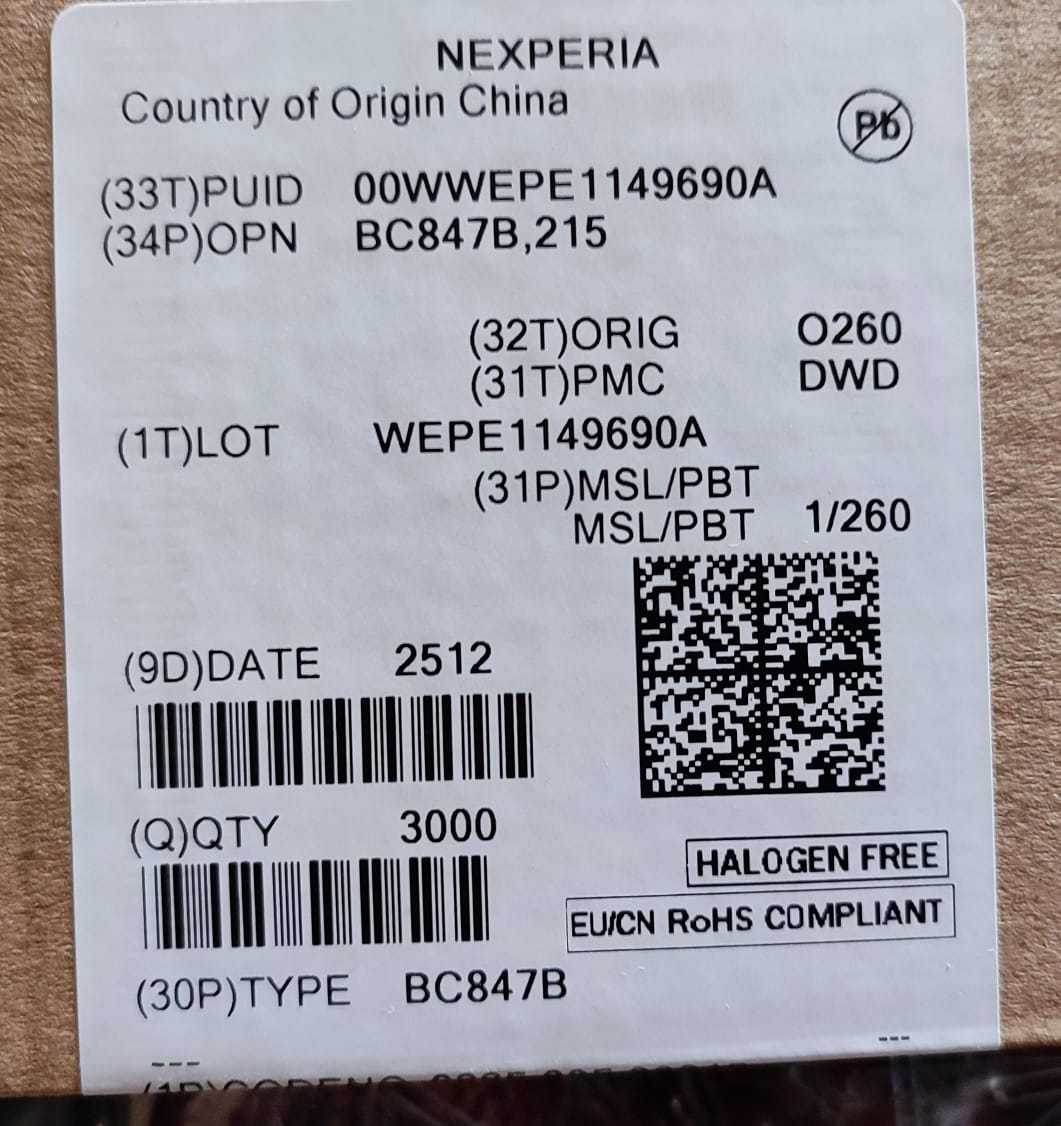 NEXPERIA
Country of Origin China
Pb
(33T)PUID 00WWEPE1149690A
(34P)OPN BC847B,215
(32T)ORIG O260
(31T)PMC DWD
(1T)LOT WEPE1149690A
(31P)MSL/PBT
MSL/PBT 1/260
(9D)DATE 2512
(Q)QTY 3000
HALOGEN FREE
EU/CN RoHS COMPLIANT
(30P)TYPE BC847B
---
---